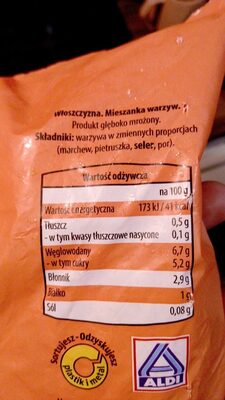 Włoszczyzna. Mieszanka warzyw.
Produkt głęboko mrożony.
Składniki: warzywa w zmiennych proporcjach
(marchew, pietruszka, seler, por).
Wartość odżywcza
na 100 g
Wartość energetyczna 173 kJ / 41 kcal
Tłuszcz 0,5 g
- w tym kwasy tłuszczowe nasycone 0,1 g
Węglowodany 6,7 g
- w tym cukry 5,2 g
Błonnik 2,9 g
Białko 1 g
Sól 0,08 g
Sortujesz - Odzyskujesz
plastik i metal
ALDI